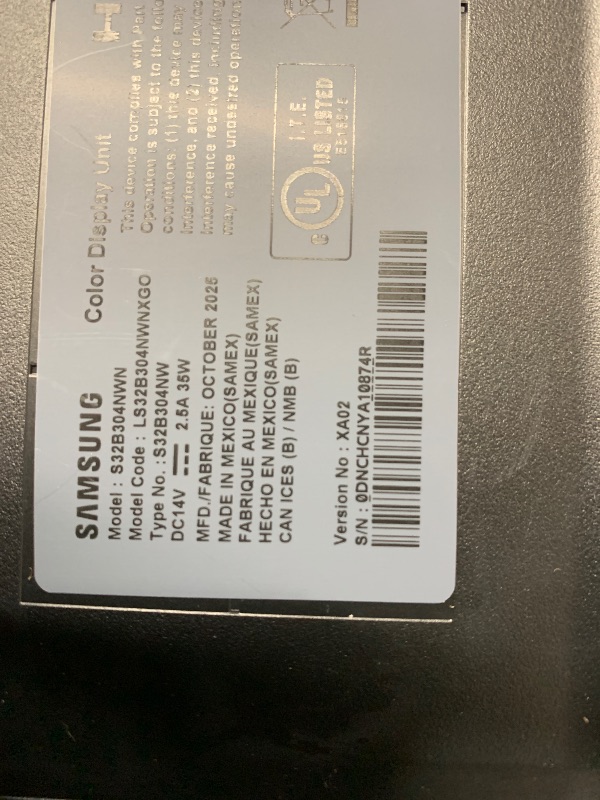 SAMSUNG Color Display Unit
Model : S32B304NWN
Model Code : LS32B304NWNXGO
Type No. : S32B304NW
DC14V 2.5A 35W
MFD./FABRIQUE: OCTOBER 2025
MADE IN MEXICO(SAMEX)
FABRIQUE AU MEXIQUE(SAMEX)
HECHO EN MEXICO(SAMEX)
CAN ICES (B) / NMB (B)
Version No : XA02
S/N : 0DNCHCNYA10874R
This device complies with Part
Operation is subject to the follo
conditions: (1) this device may
interference, and (2) this device
interference received, including
may cause undesired operation
I.T.E.
C UL US LISTED